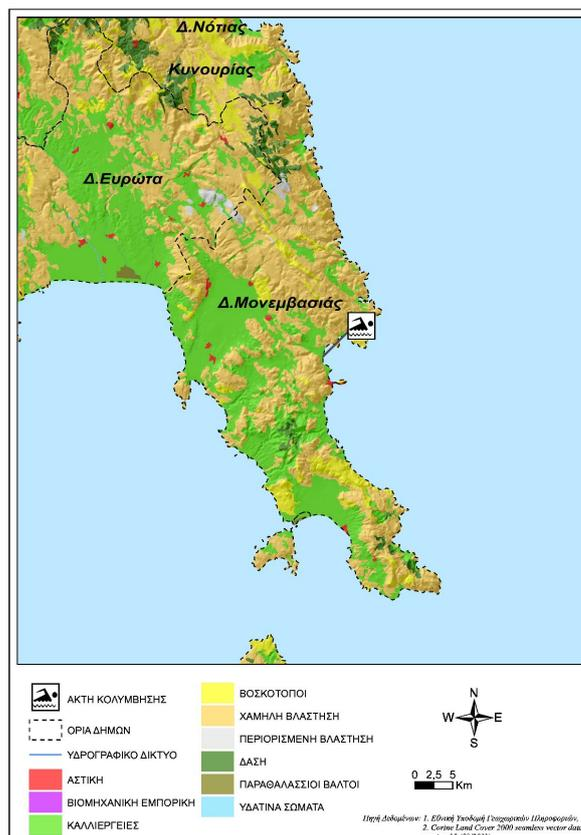 Δ.Νότιας
Κυνουρίας
Δ.Ευρώτα
Δ.Μονεμβασιάς
ΑΚΤΗ ΚΟΛΥΜΒΗΣΗΣ
ΟΡΙΑ ΔΗΜΩΝ
ΥΔΡΟΓΡΑΦΙΚΟ ΔΙΚΤΥΟ
ΑΣΤΙΚΗ
ΒΙΟΜΗΧΑΝΙΚΗ ΕΜΠΟΡΙΚΗ
ΚΑΛΛΙΕΡΓΕΙΕΣ
ΒΟΣΚΟΤΟΠΟΙ
ΧΑΜΗΛΗ ΒΛΑΣΤΗΣΗ
ΠΕΡΙΟΡΙΣΜΕΝΗ ΒΛΑΣΤΗΣΗ
ΔΑΣΗ
ΠΑΡΑΘΑΛΑΣΣΙΟΙ ΒΑΛΤΟΙ
ΥΔΑΤΙΝΑ ΣΩΜΑΤΑ
N
W E
S
0 2,5 5
Km
Πηγή Δεδομένων: 1. Εθνική Υποδομή Γεωχωρικών Πληροφοριών,
2. Corine Land Cover 2000 seamless vector data